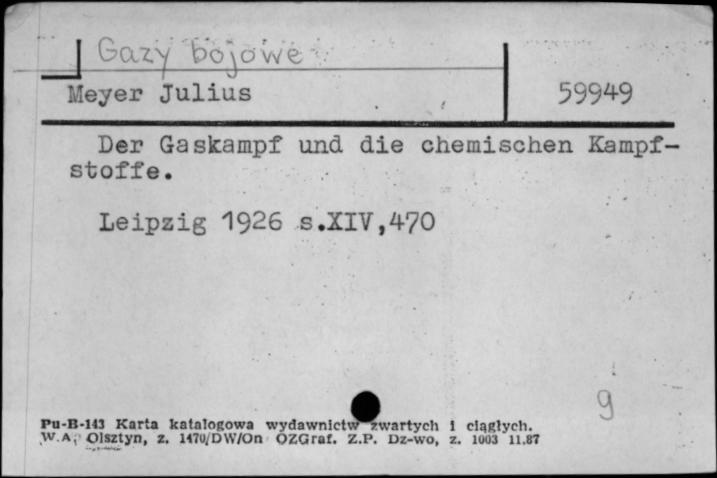 Gazy bojowe
Meyer Julius 59949
Der Gaskampf und die chemischen Kampf-
stoffe.
Leipzig 1926 s.XIV,470
g
Pu-B-143 Karta katalogowa wydawnictw zwartych i ciągłych.
W.A. Olsztyn, z. 1470/DW/On OZGraf. Z.P. Dz-wo, z. 1003 11.87